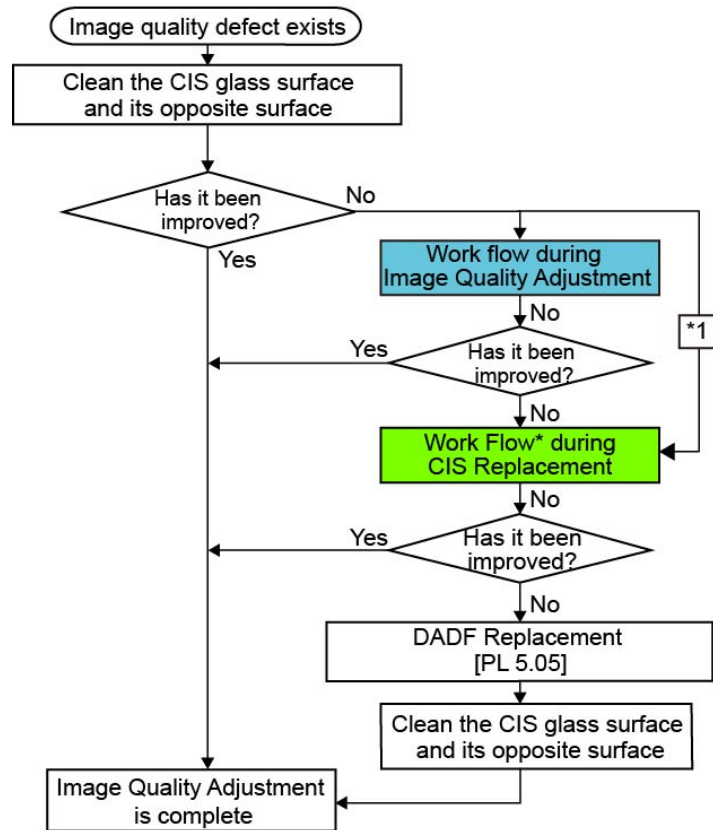 Image quality defect exists
Clean the CIS glass surface
and its opposite surface
Has it been
improved?
No
Yes
Work flow during
Image Quality Adjustment
*1
No
Has it been
improved?
Yes
No
Work Flow* during
CIS Replacement
No
Has it been
improved?
Yes
No
DADF Replacement
[PL 5.05]
Clean the CIS glass surface
and its opposite surface
Image Quality Adjustment
is complete